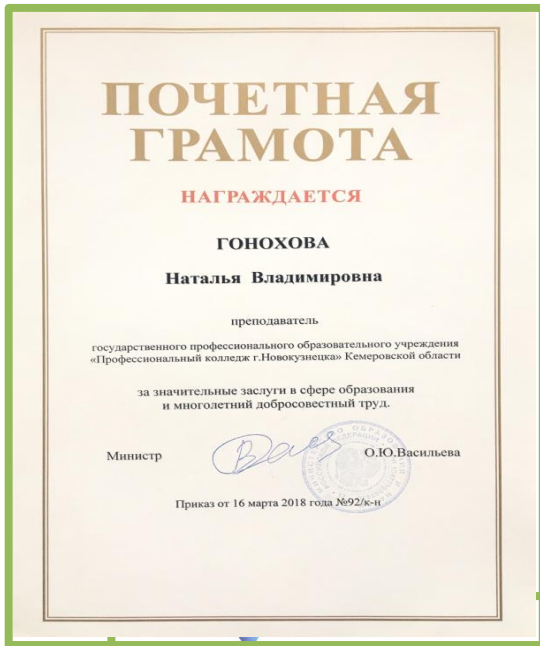 ПОЧЕТНАЯ
ГРАМОТА
НАГРАЖДАЕТСЯ
ГОНОХОВА
Наталья Владимировна
преподаватель
государственного профессионального образовательного учреждения
«Профессиональный колледж г.Новокузнецка» Кемеровской области
за значительные заслуги в сфере образования
и многолетний добросовестный труд.
Министр
О.Ю.Васильева
Приказ от 16 марта 2018 года №92/к-н